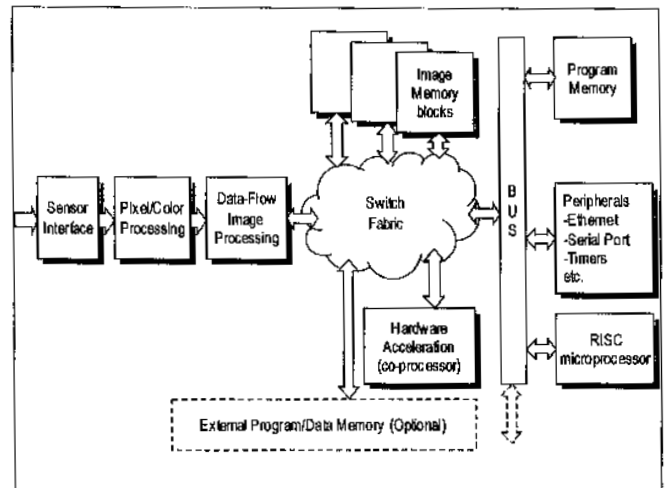 Image
Memory
blocks
Program
Memory
Sensor
Interface
Pixel/Color
Processing
Data-Flow
Image
Processing
Switch
Fabric
B
U
S
Peripherals
-Ethernet
-Serial Port
-Timers
etc.
Hardware
Acceleration
(co-processor)
RISC
microprocessor
External Program/Data Memory (Optional)